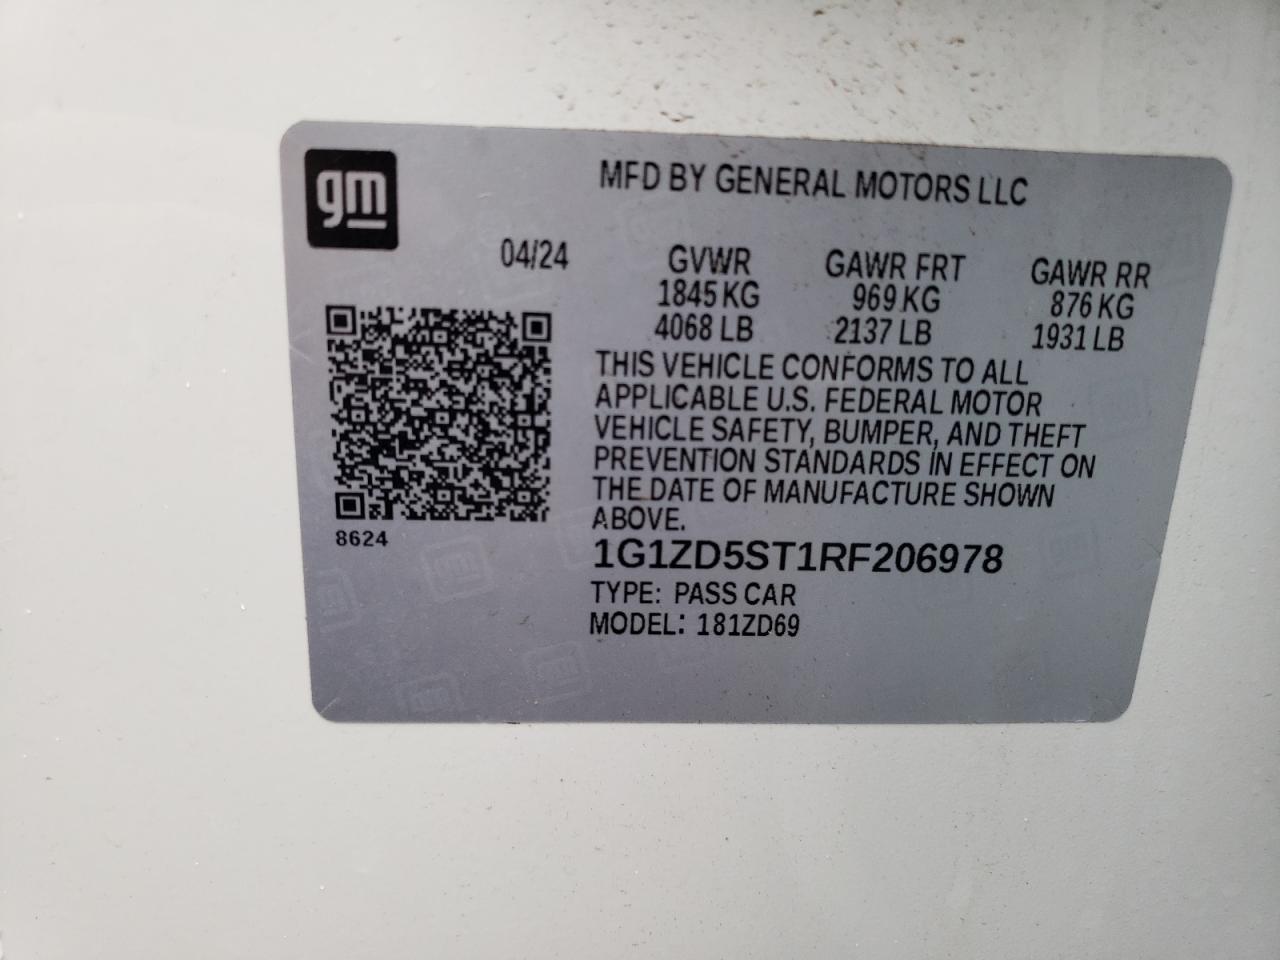 gm
MFD BY GENERAL MOTORS LLC
04/24
GVWR GAWR FRT GAWR RR
1845 KG 969 KG 876 KG
4068 LB 2137 LB 1931 LB
THIS VEHICLE CONFORMS TO ALL
APPLICABLE U.S. FEDERAL MOTOR
VEHICLE SAFETY, BUMPER, AND THEFT
PREVENTION STANDARDS IN EFFECT ON
THE DATE OF MANUFACTURE SHOWN
ABOVE.
8624
1G1ZD5ST1RF206978
TYPE: PASS CAR
MODEL: 181ZD69